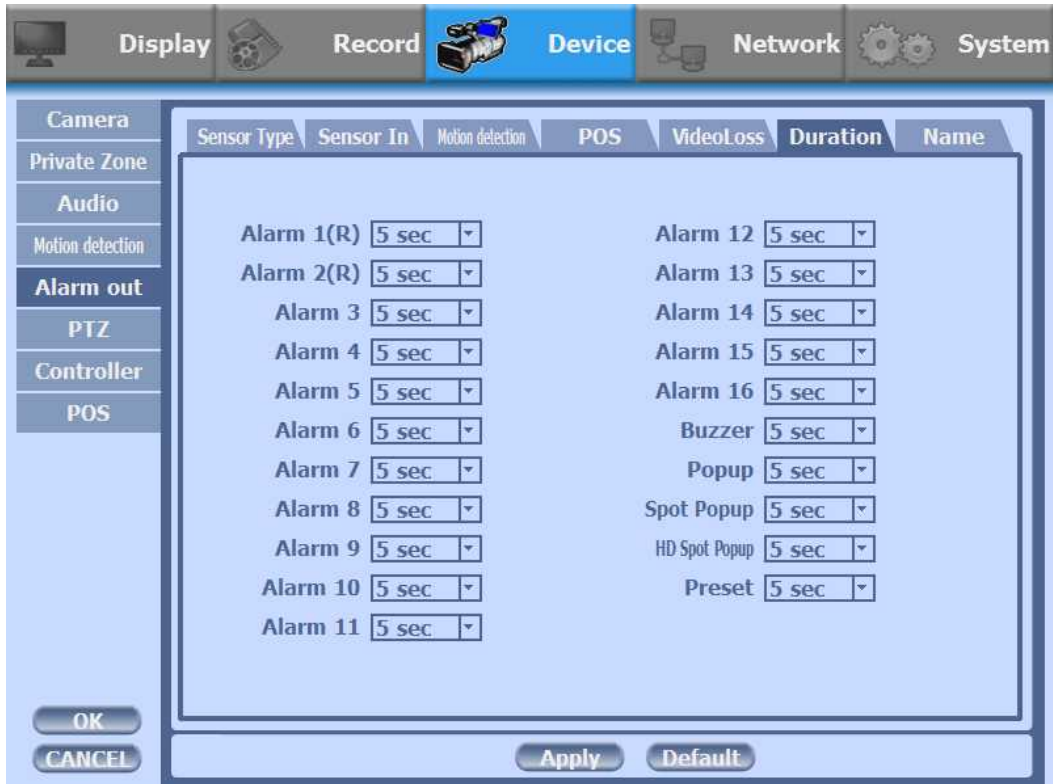 Display Record Device Network System
Camera
Private Zone
Audio
Motion detection
Alarm out
PTZ
Controller
POS
Sensor Type Sensor In Motion detection POS VideoLoss Duration Name
Alarm 1(R) 5 sec
Alarm 2(R) 5 sec
Alarm 3 5 sec
Alarm 4 5 sec
Alarm 5 5 sec
Alarm 6 5 sec
Alarm 7 5 sec
Alarm 8 5 sec
Alarm 9 5 sec
Alarm 10 5 sec
Alarm 11 5 sec
Alarm 12 5 sec
Alarm 13 5 sec
Alarm 14 5 sec
Alarm 15 5 sec
Alarm 16 5 sec
Buzzer 5 sec
Popup 5 sec
Spot Popup 5 sec
HD Spot Popup 5 sec
Preset 5 sec
OK
CANCEL
Apply Default